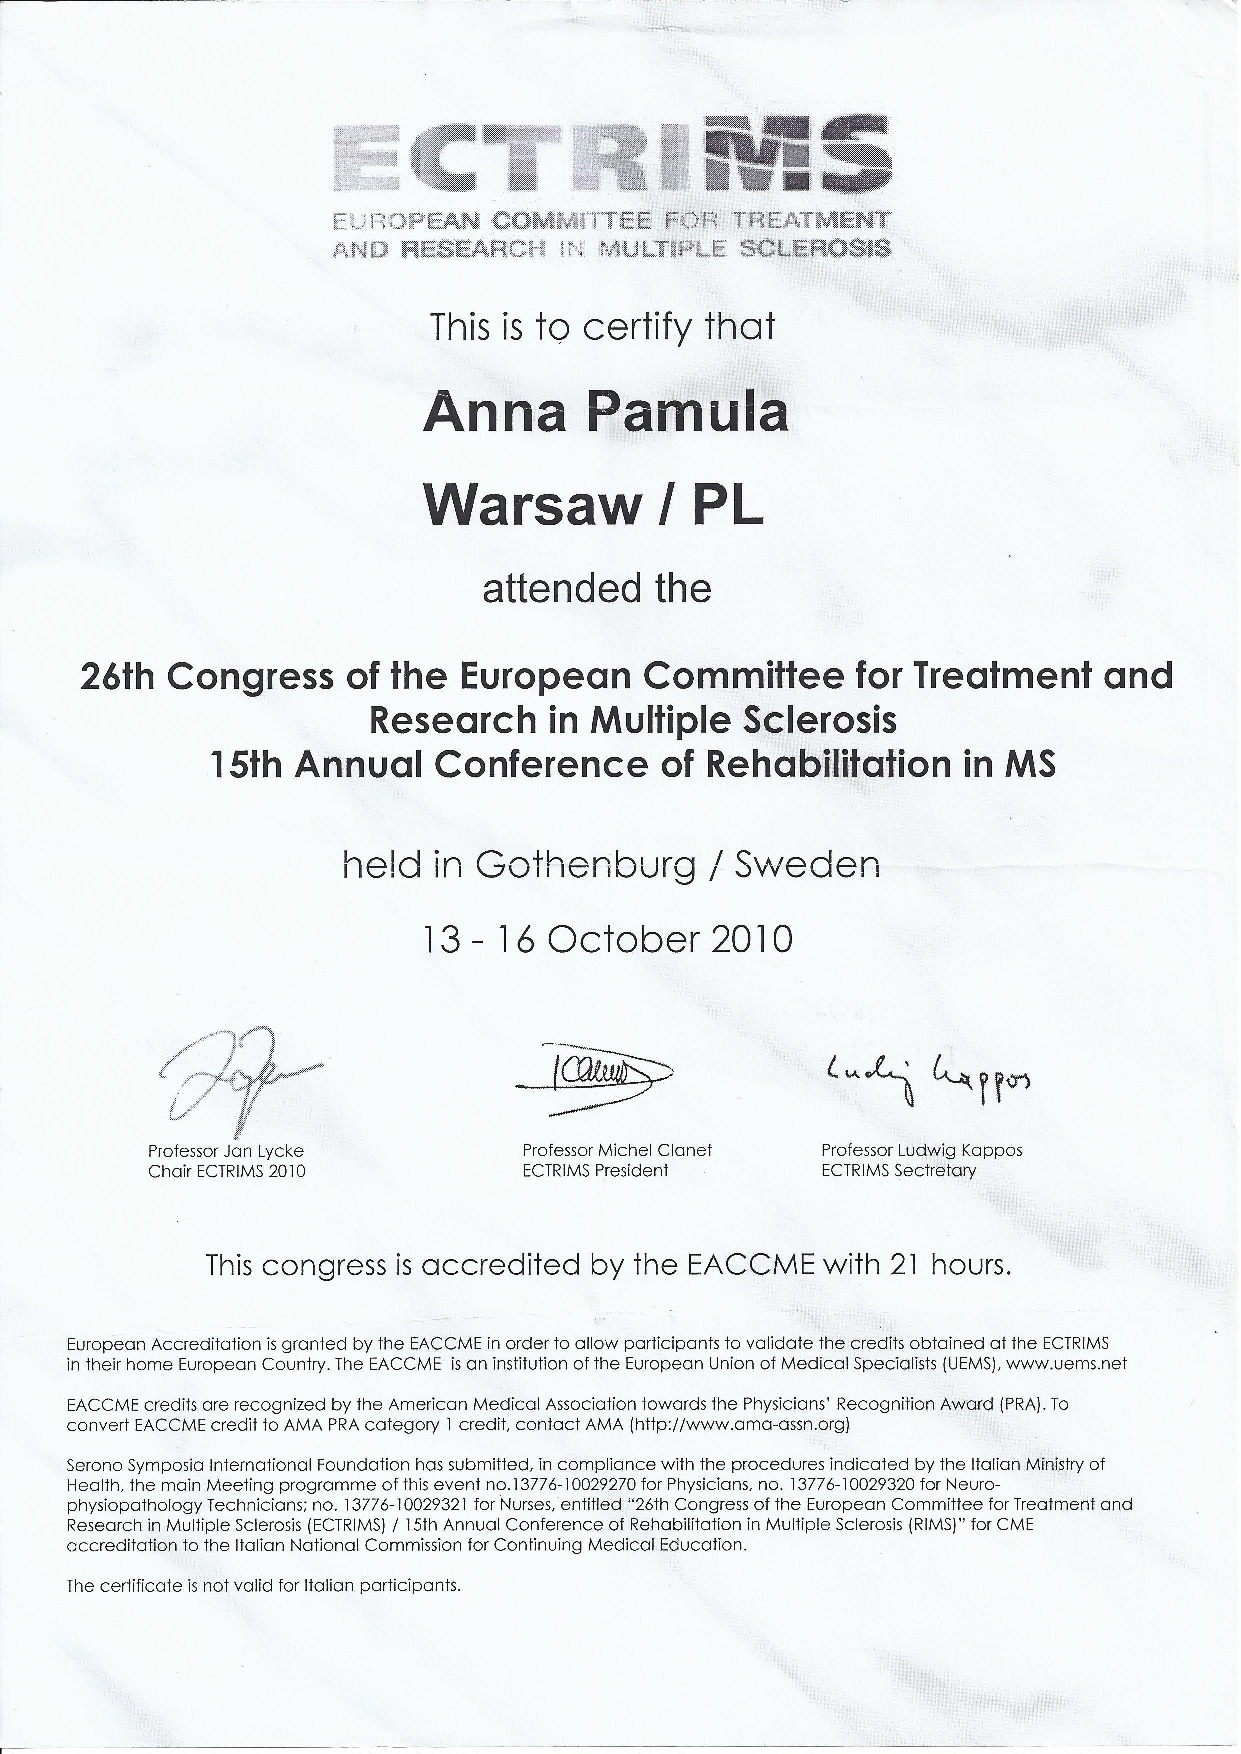 ECTRIMS
EUROPEAN COMMITTEE FOR TREATMENT
AND RESEARCH IN MULTIPLE SCLEROSIS
This is to certify that
Anna Pamula
Warsaw / PL
attended the
26th Congress of the European Committee for Treatment and
Research in Multiple Sclerosis
15th Annual Conference of Rehabilitation in MS
held in Gothenburg / Sweden
13 - 16 October 2010
Ludwig Kappos
Professor Jan Lycke
Chair ECTRIMS 2010
Professor Michel Clanet
ECTRIMS President
Professor Ludwig Kappos
ECTRIMS Sectretary
This congress is accredited by the EACCME with 21 hours.
European Accreditation is granted by the EACCME in order to allow participants to validate the credits obtained at the ECTRIMS
in their home European Country. The EACCME is an institution of the European Union of Medical Specialists (UEMS), www.uems.net
EACCME credits are recognized by the American Medical Association towards the Physicians' Recognition Award (PRA). To
convert EACCME credit to AMA PRA category 1 credit, contact AMA (http://www.ama-assn.org)
Serono Symposia International Foundation has submitted, in compliance with the procedures indicated by the Italian Ministry of
Health, the main Meeting programme of this event no.13776-10029270 for Physicians, no. 13776-10029320 for Neuro-
physiopathology Technicians; no. 13776-10029321 for Nurses, entitled "26th Congress of the European Committee for Treatment and
Research in Multiple Sclerosis (ECTRIMS) / 15th Annual Conference of Rehabilitation in Multiple Sclerosis (RIMS)" for CME
accreditation to the Italian National Commission for Continuing Medical Education.
The certificate is not valid for Italian participants.